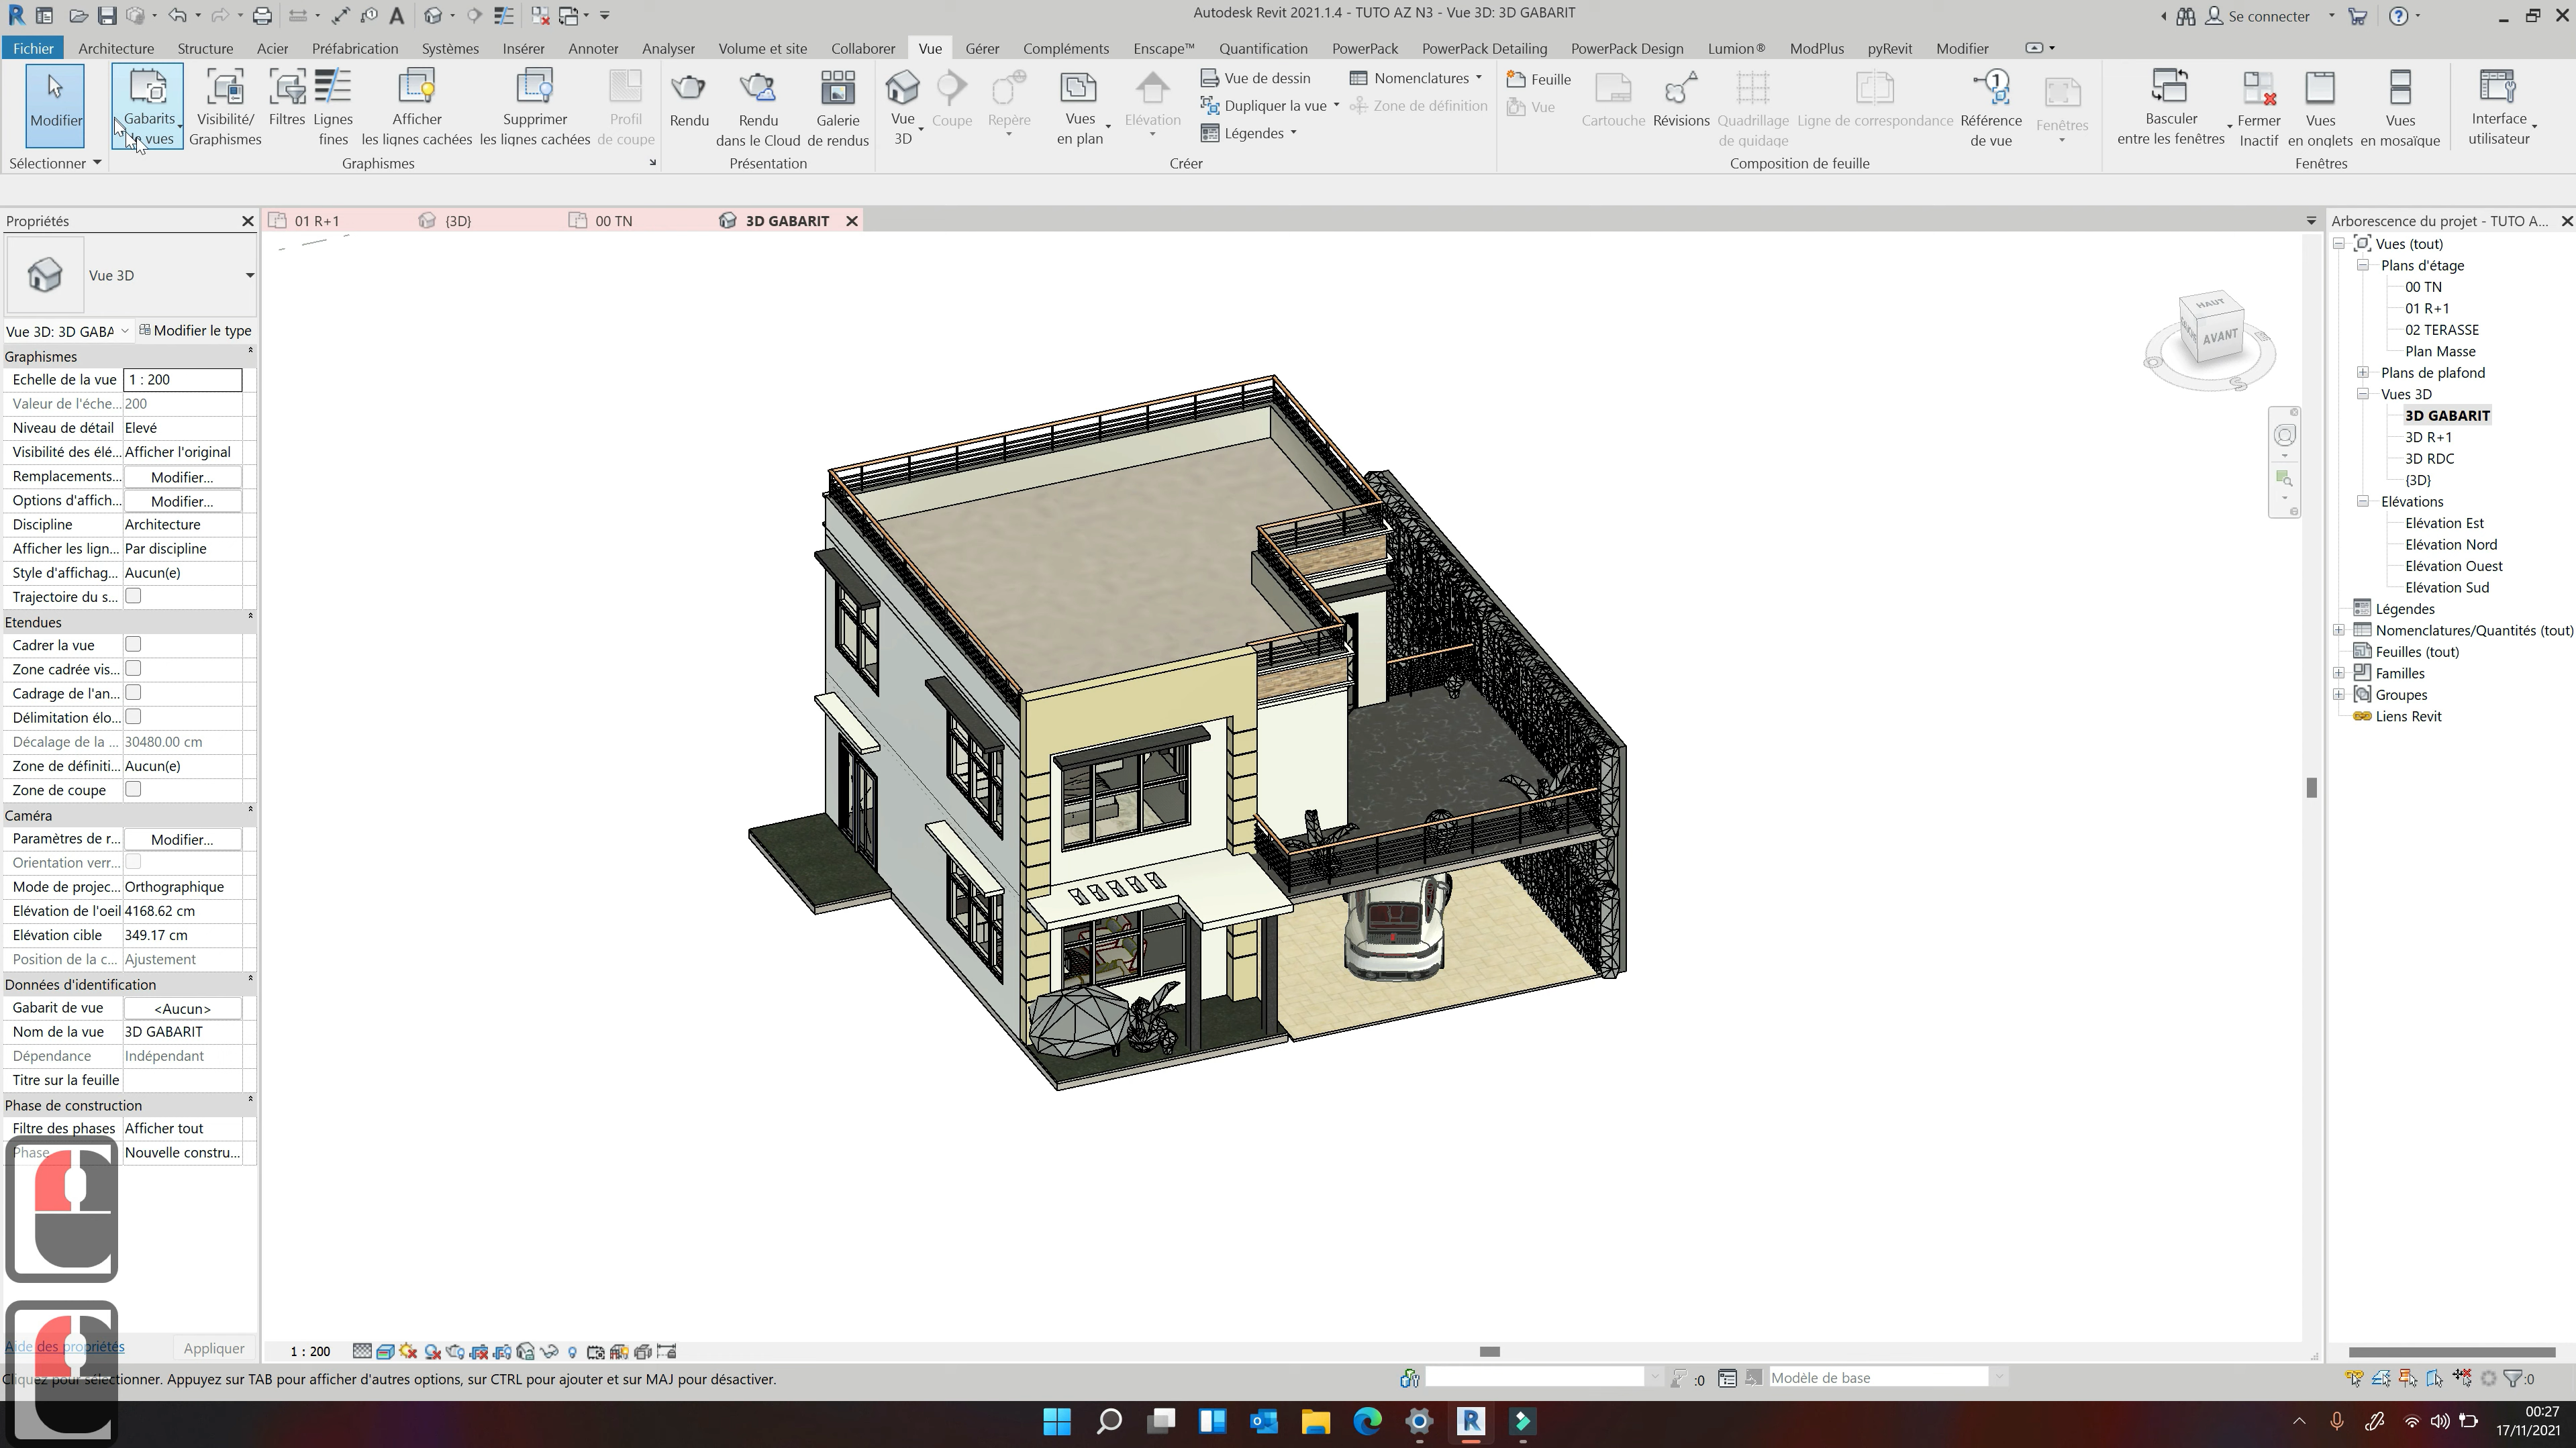 Autodesk Revit 2021.1.4 - TUTO AZ N3 - Vue 3D: 3D GABARIT
Se connecter
Fichier Architecture Structure Acier Préfabrication Systèmes Insérer Annoter Analyser Volume et site Collaborer Vue Gérer Compléments Enscape™ Quantification PowerPack PowerPack Detailing PowerPack Design Lumion® ModPlus pyRevit Modifier
Modifier
Gabarits
vues
Visibilité/
Graphismes
Filtres
Lignes
fines
Afficher
les lignes cachées
Supprimer
les lignes cachées
Profil
de coupe
Rendu
Rendu
dans le Cloud
Galerie
de rendus
Vue
3D
Coupe
Repère
Vues
en plan
Elévation
Vue de dessin
Dupliquer la vue
Légendes
Nomenclatures
Zone de définition
Feuille
Vue
Cartouche
Révisions
Quadrillage
de guidage
Ligne de correspondance
Référence
de vue
Fenêtres
Basculer
entre les fenêtres
Fermer
Inactif
Vues
en onglets
Vues
en mosaïque
Interface
utilisateur
Sélectionner Graphismes Présentation Créer Composition de feuille Fenêtres
Propriétés
01 R+1 {3D} 00 TN 3D GABARIT
Arborescence du projet - TUTO A...
Vue 3D
Vue 3D: 3D GABA
Modifier le type
Graphismes
Echelle de la vue 1 : 200
Valeur de l'éche... 200
Niveau de détail Elevé
Visibilité des élé... Afficher l'original
Remplacements... Modifier...
Options d'affich... Modifier...
Discipline Architecture
Afficher les lign... Par discipline
Style d'affichag... Aucun(e)
Trajectoire du s...
Etendues
Cadrer la vue
Zone cadrée vis...
Cadrage de l'an...
Délimitation élo...
Décalage de la ... 30480.00 cm
Zone de définiti... Aucun(e)
Zone de coupe
Caméra
Paramètres de r... Modifier...
Orientation verr...
Mode de projec... Orthographique
Elévation de l'oeil 4168.62 cm
Elévation cible 349.17 cm
Position de la c... Ajustement
Données d'identification
Gabarit de vue <Aucun>
Nom de la vue 3D GABARIT
Dépendance Indépendant
Titre sur la feuille
Phase de construction
Filtre des phases Afficher tout
Phase Nouvelle constru...
Aide des propriétés
Appliquer
HAUT
AVANT
S
Vues (tout)
Plans d'étage
00 TN
01 R+1
02 TERASSE
Plan Masse
Plans de plafond
Vues 3D
3D GABARIT
3D R+1
3D RDC
{3D}
Elévations
Elévation Est
Elévation Nord
Elévation Ouest
Elévation Sud
Légendes
Nomenclatures/Quantités (tout)
Feuilles (tout)
Familles
Groupes
Liens Revit
1 : 200
Cliquez pour sélectionner. Appuyez sur TAB pour afficher d'autres options, sur CTRL pour ajouter et sur MAJ pour désactiver.
:0
Modèle de base
:0
00:27
17/11/2021